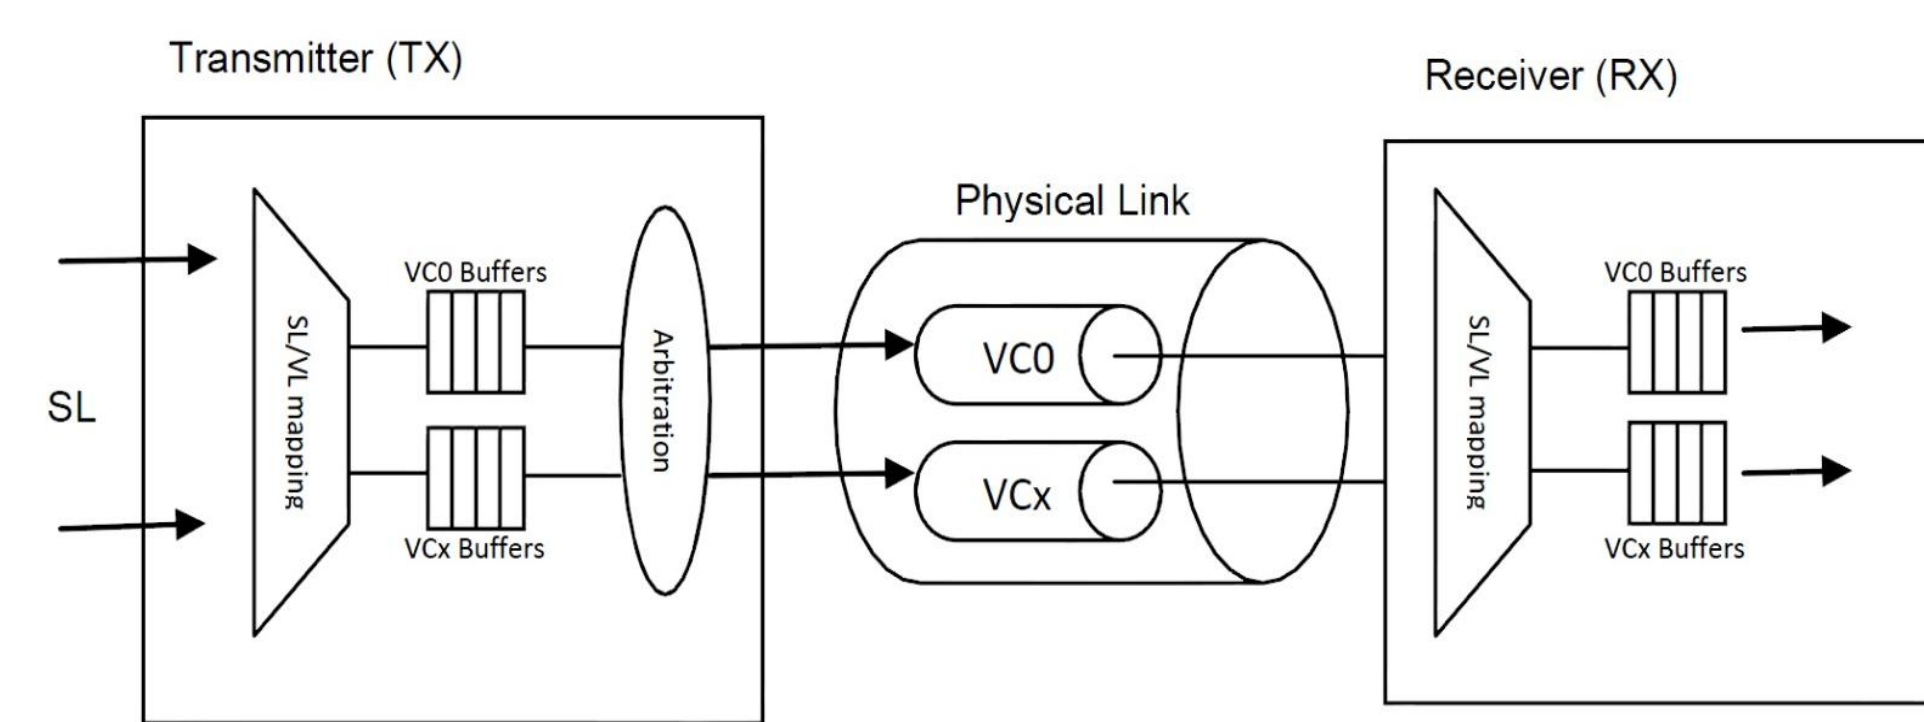 Transmitter (TX)
Receiver (RX)
Physical Link
SL
SL/VL mapping
VC0 Buffers
VCx Buffers
Arbitration
VC0
VCx
SL/VL mapping
VC0 Buffers
VCx Buffers